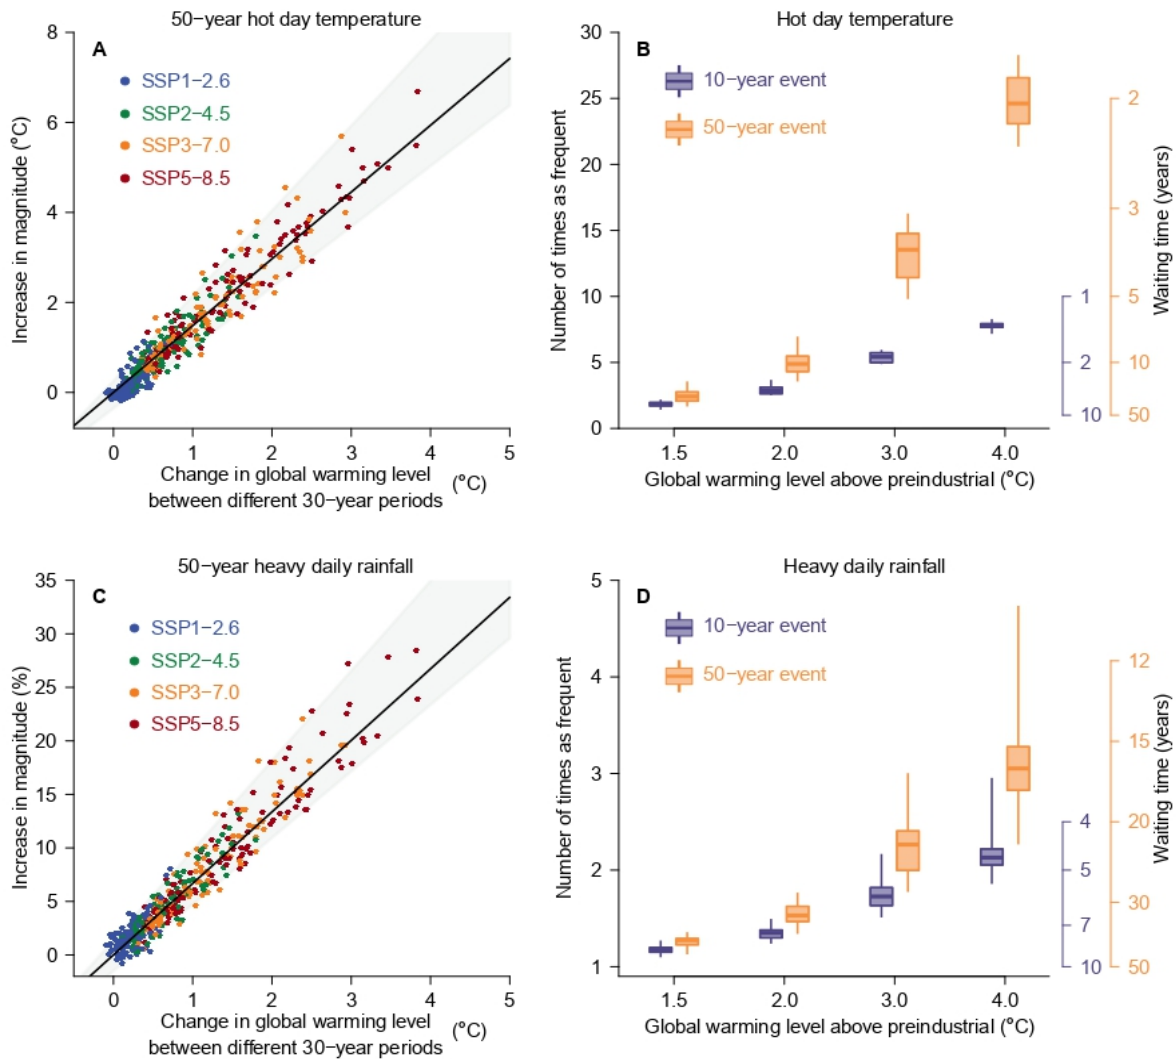 50−year hot day temperature
A
SSP1−2.6
SSP2−4.5
SSP3−7.0
SSP5−8.5
Increase in magnitude (°C)
8
6
4
2
0
0 1 2 3 4 5
Change in global warming level
between different 30−year periods
(°C)
Hot day temperature
B
10−year event
50−year event
Number of times as frequent
30
25
20
15
10
5
0
1.5 2.0 3.0 4.0
Global warming level above preindustrial (°C)
1
2
10
2
3
5
10
50
Waiting time (years)
50−year heavy daily rainfall
C
SSP1−2.6
SSP2−4.5
SSP3−7.0
SSP5−8.5
Increase in magnitude (%)
35
30
25
20
15
10
5
0
0 1 2 3 4 5
Change in global warming level
between different 30−year periods
(°C)
Heavy daily rainfall
D
10−year event
50−year event
Number of times as frequent
5
4
3
2
1
1.5 2.0 3.0 4.0
Global warming level above preindustrial (°C)
4
5
7
10
12
15
20
30
50
Waiting time (years)